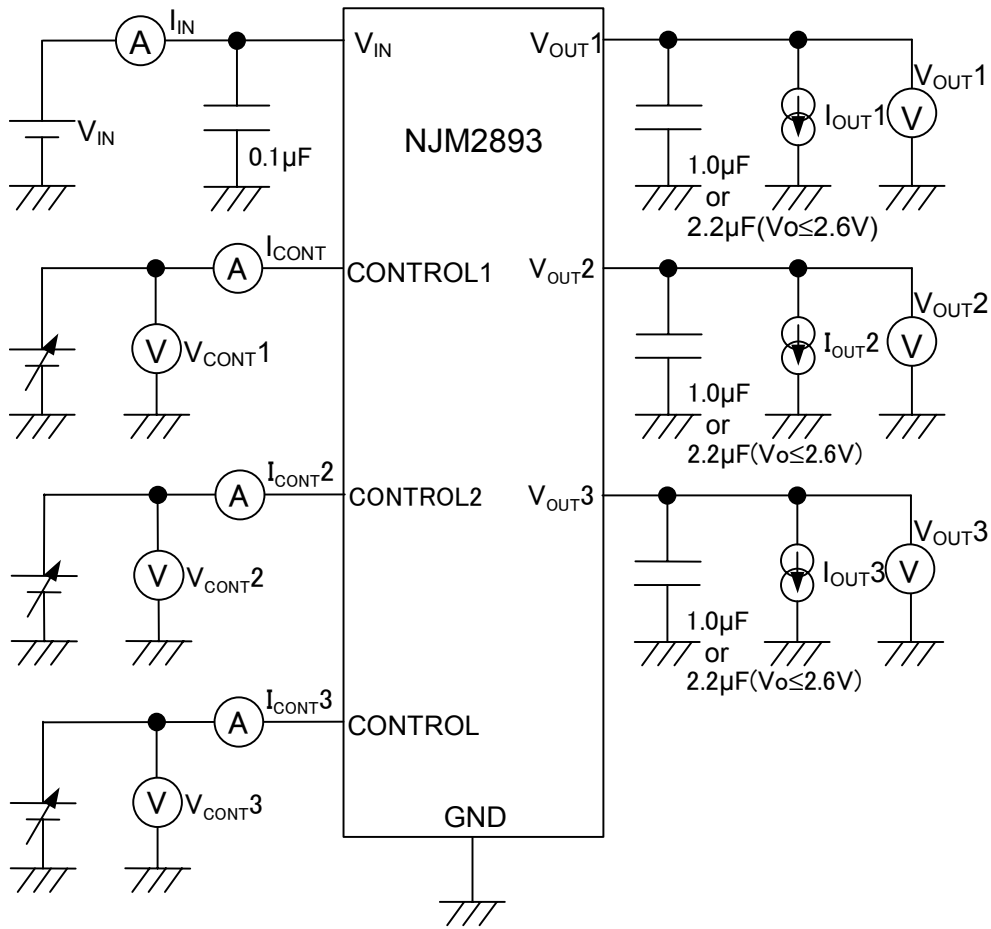 A
I_IN
V_IN
V_IN
0.1μF
NJM2893
V_OUT1
V_OUT1
I_OUT1
V
1.0μF
or
2.2μF(Vo≤2.6V)
I_CONT
A
CONTROL1
V
V_CONT1
V_OUT2
V_OUT2
I_OUT2
V
1.0μF
or
2.2μF(Vo≤2.6V)
I_CONT2
A
CONTROL2
V
V_CONT2
V_OUT3
V_OUT3
I_OUT3
V
1.0μF
or
2.2μF(Vo≤2.6V)
I_CONT3
A
CONTROL
V
V_CONT3
GND